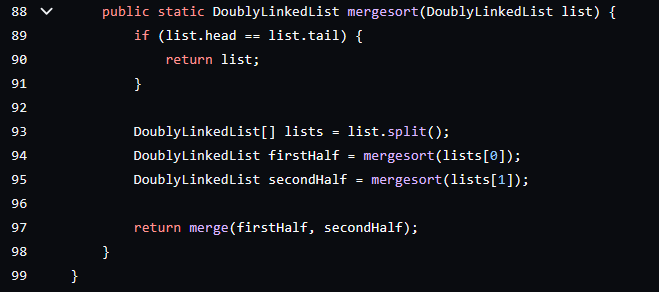 88 public static DoublyLinkedList mergesort(DoublyLinkedList list) {
89 if (list.head == list.tail) {
90 return list;
91 }
92
93 DoublyLinkedList[] lists = list.split();
94 DoublyLinkedList firstHalf = mergesort(lists[0]);
95 DoublyLinkedList secondHalf = mergesort(lists[1]);
96
97 return merge(firstHalf, secondHalf);
98 }
99 }